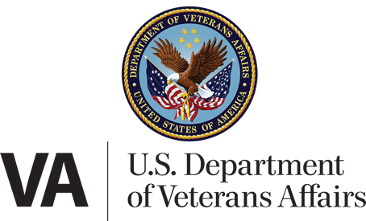 DEPARTMENT OF VETERANS AFFAIRS
UNITED STATES OF AMERICA
VA
U.S. Department
of Veterans Affairs